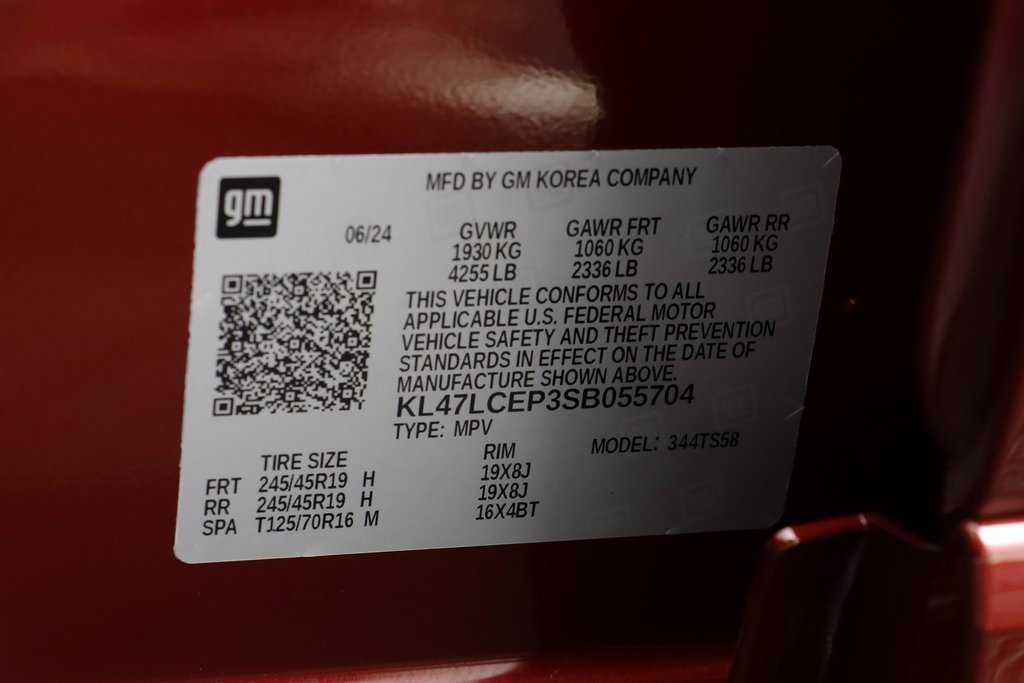 gm
MFD BY GM KOREA COMPANY
06/24
GVWR GAWR FRT GAWR RR
1930 KG 1060 KG 1060 KG
4255 LB 2336 LB 2336 LB
THIS VEHICLE CONFORMS TO ALL
APPLICABLE U.S. FEDERAL MOTOR
VEHICLE SAFETY AND THEFT PREVENTION
STANDARDS IN EFFECT ON THE DATE OF
MANUFACTURE SHOWN ABOVE.
KL47LCEP3SB055704
TYPE: MPV MODEL: 344TS58
TIRE SIZE RIM
FRT 245/45R19 H 19X8J
RR 245/45R19 H 19X8J
SPA T125/70R16 M 16X4BT